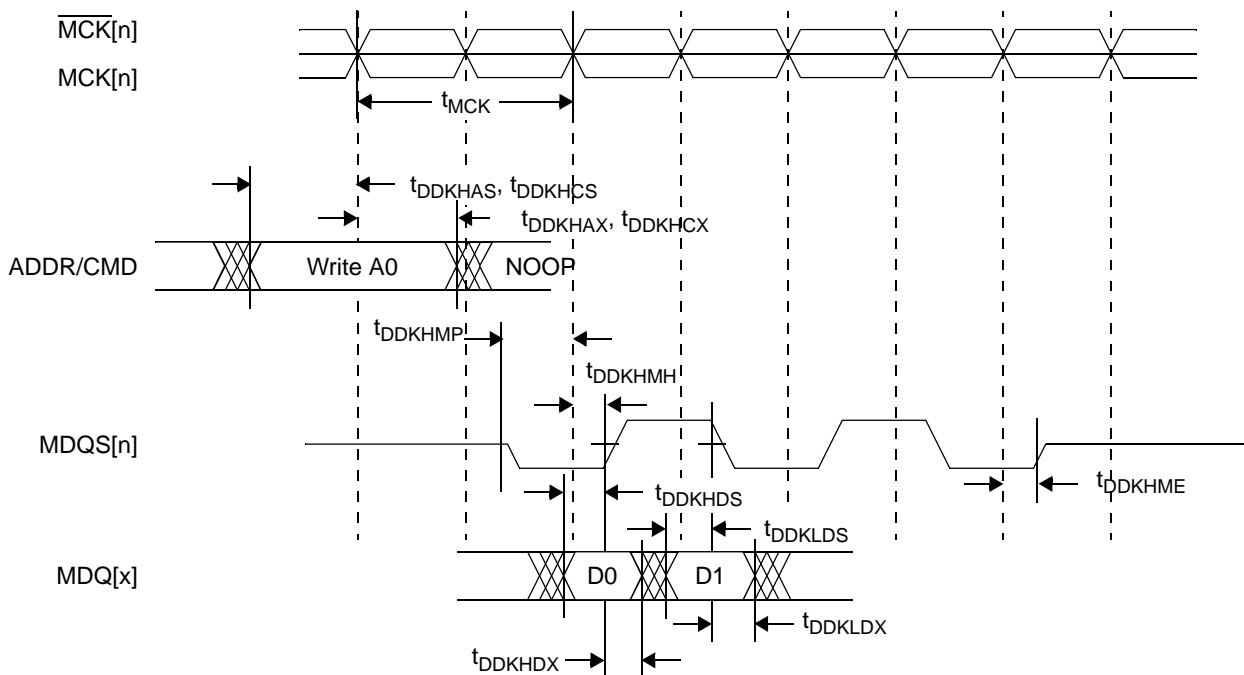 M̅C̅K̅[n]
MCK[n]
tMCK
tDDKHAS, tDDKHCS
tDDKHAX, tDDKHCX
ADDR/CMD
Write A0
NOOP
tDDKHMP
tDDKHMH
MDQS[n]
tDDKHME
tDDKHDS
tDDKLDS
MDQ[x]
D0
D1
tDDKLDX
tDDKHDX